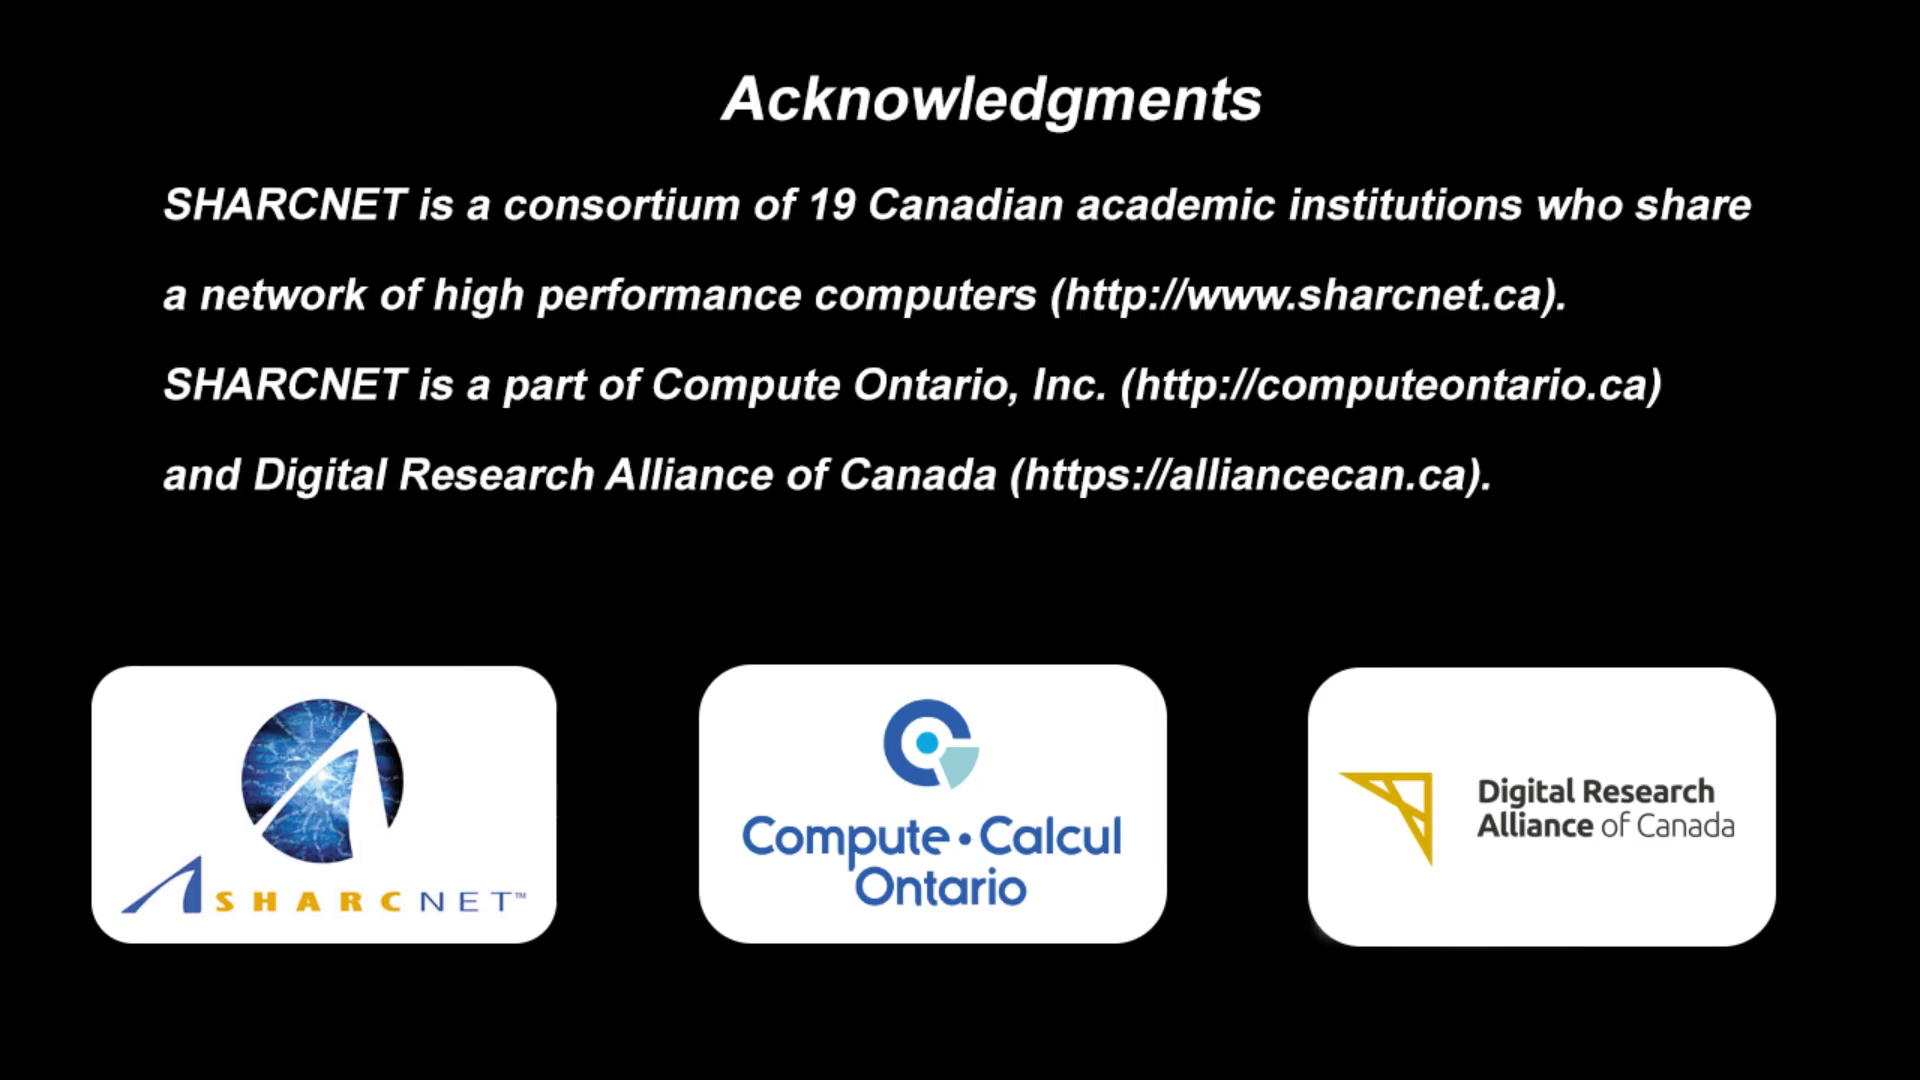 Acknowledgments
SHARCNET is a consortium of 19 Canadian academic institutions who share
a network of high performance computers (http://www.sharcnet.ca).
SHARCNET is a part of Compute Ontario, Inc. (http://computeontario.ca)
and Digital Research Alliance of Canada (https://alliancecan.ca).
SHARCNET™
Compute • Calcul
Ontario
Digital Research
Alliance of Canada